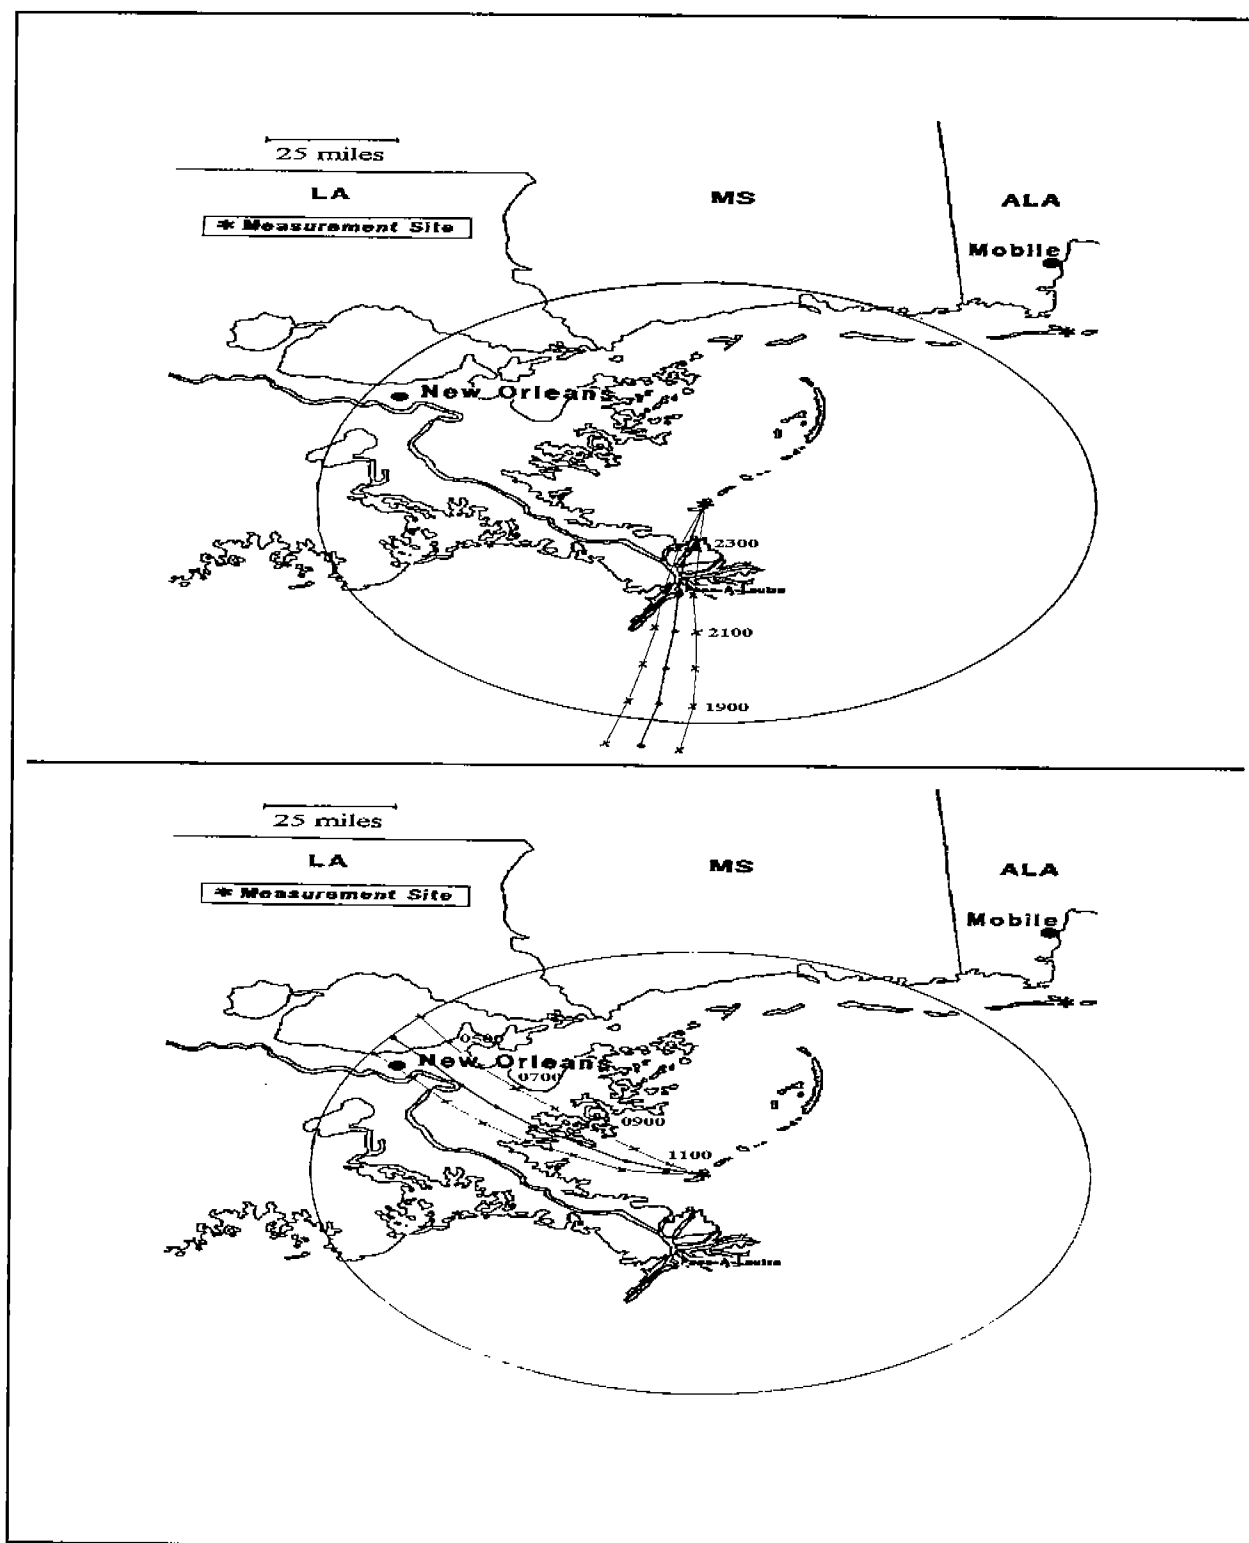 25 miles
LA
MS
ALA
* Measurement Site
Mobile
New Orleans
2300
2100
1900
25 miles
LA
MS
ALA
* Measurement Site
Mobile
New Orleans
0700
0900
1100